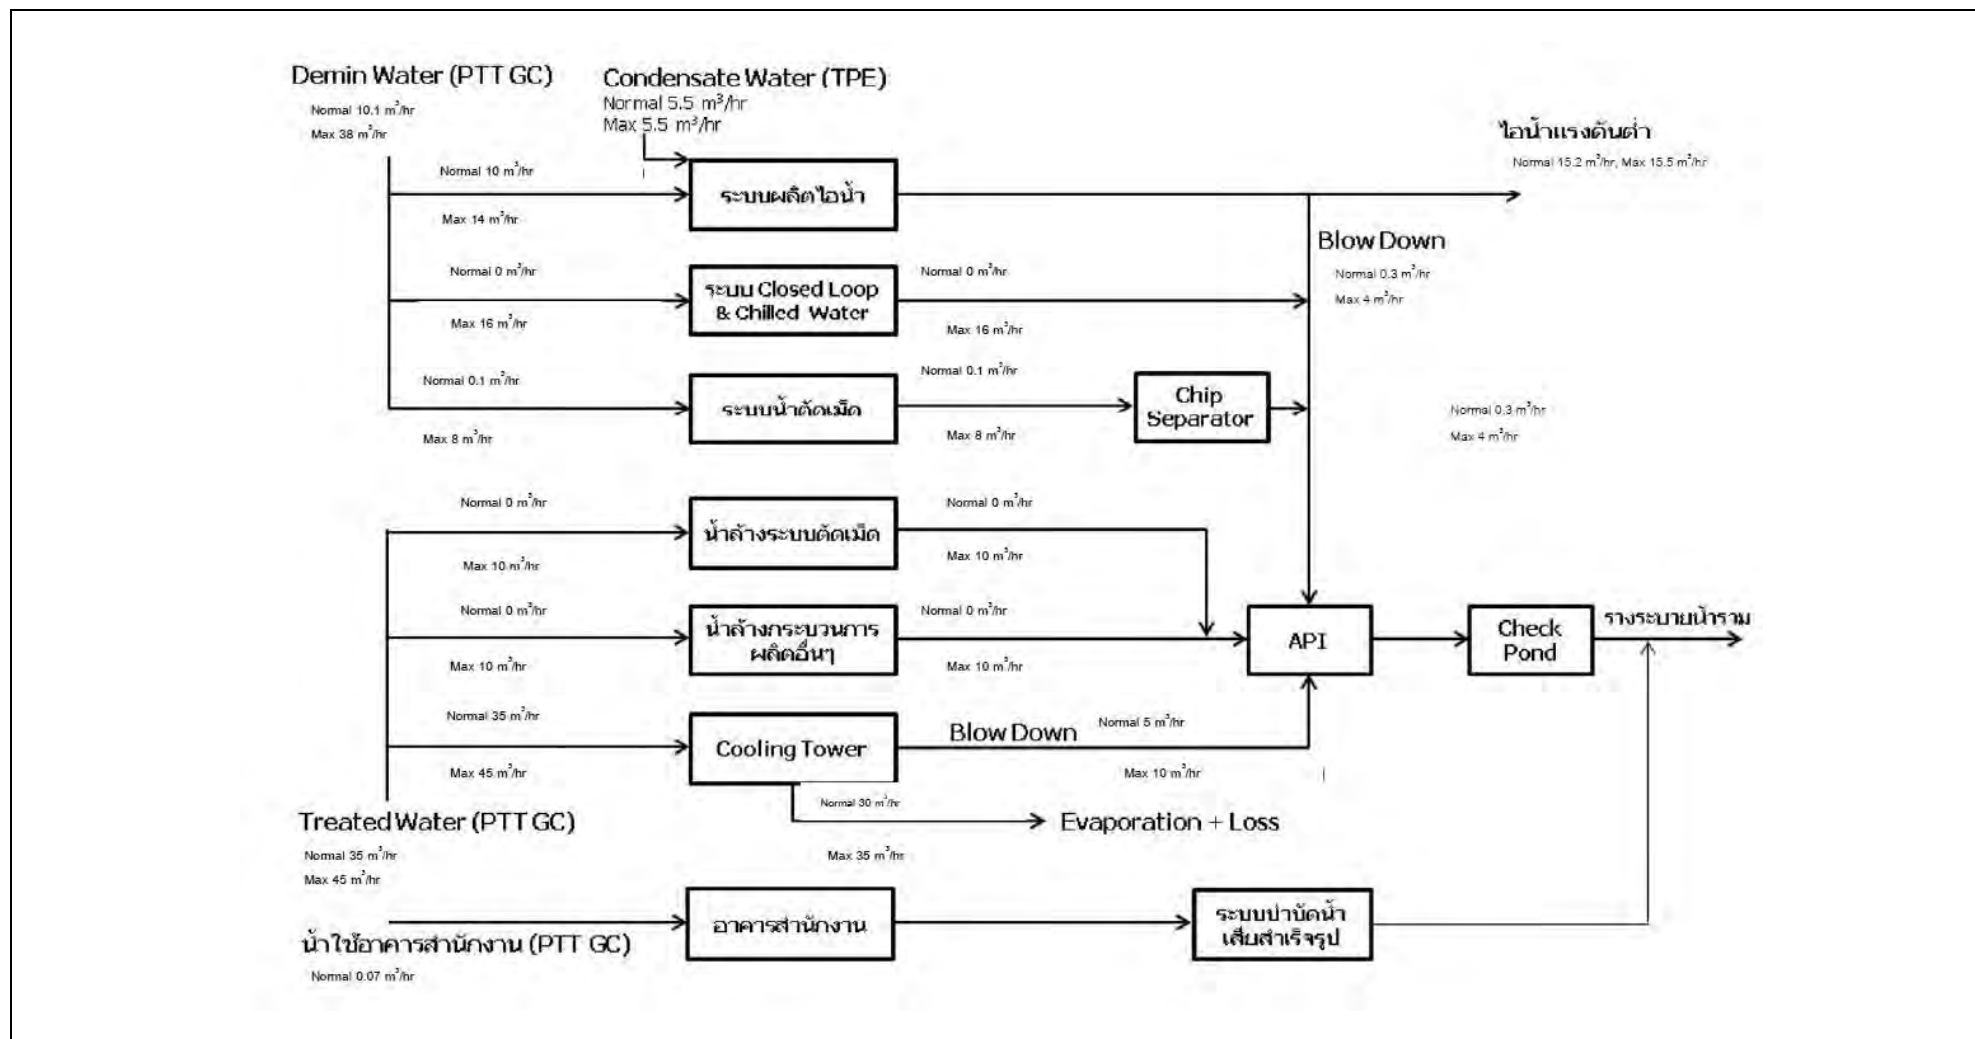 Demin Water (PTT GC)
Normal 10.1 m³/hr
Max 38 m³/hr
Condensate Water (TPE)
Normal 5.5 m³/hr
Max 5.5 m³/hr
ไอน้ำแรงดันต่ำ
Normal 15.2 m³/hr, Max 15.5 m³/hr
Normal 10 m³/hr
Max 14 m³/hr
ระบบผลิตไอน้ำ
Blow Down
Normal 0.3 m³/hr
Max 4 m³/hr
Normal 0 m³/hr
Max 16 m³/hr
ระบบ Closed Loop
& Chilled Water
Normal 0 m³/hr
Max 16 m³/hr
Normal 0.1 m³/hr
Max 8 m³/hr
ระบบน้ำตัดเม็ด
Normal 0.1 m³/hr
Max 8 m³/hr
Chip
Separator
Normal 0.3 m³/hr
Max 4 m³/hr
Normal 0 m³/hr
Max 10 m³/hr
น้ำล้างระบบตัดเม็ด
Normal 0 m³/hr
Max 10 m³/hr
Normal 0 m³/hr
Max 10 m³/hr
น้ำล้างกระบวนการ
ผลิตอื่นๆ
Normal 0 m³/hr
Max 10 m³/hr
API
Check
Pond
รางระบายน้ำรวม
Normal 35 m³/hr
Max 45 m³/hr
Cooling Tower
Blow Down
Normal 5 m³/hr
Max 10 m³/hr
Normal 30 m³/hr
Max 35 m³/hr
Evaporation + Loss
Treated Water (PTT GC)
Normal 35 m³/hr
Max 45 m³/hr
อาคารสำนักงาน
ระบบบำบัดน้ำ
เสียสำเร็จรูป
น้ำใช้อาคารสำนักงาน (PTT GC)
Normal 0.07 m³/hr